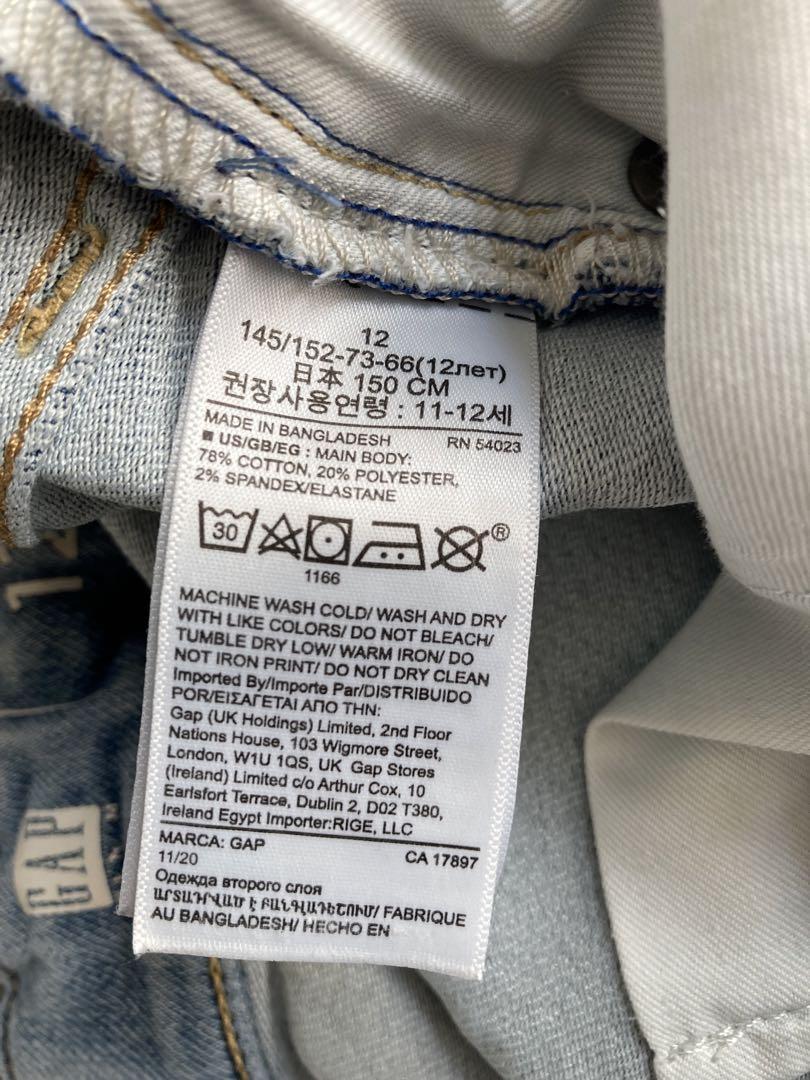 12
145/152-73-66(12лет)
日本 150 CM
권장사용연령 : 11-12세
MADE IN BANGLADESH RN 54023
■ US/GB/EG : MAIN BODY:
78% COTTON, 20% POLYESTER,
2% SPANDEX/ELASTANE
30 ®
1166
MACHINE WASH COLD/ WASH AND DRY
WITH LIKE COLORS/ DO NOT BLEACH/
TUMBLE DRY LOW/ WARM IRON/ DO
NOT IRON PRINT/ DO NOT DRY CLEAN
Imported By/Importe Par/DISTRIBUIDO
POR/ΕΙΣΑΓΕΤΑΙ ΑΠΟ ΤΗΝ:
Gap (UK Holdings) Limited, 2nd Floor
Nations House, 103 Wigmore Street,
London, W1U 1QS, UK Gap Stores
(Ireland) Limited c/o Arthur Cox, 10
Earlsfort Terrace, Dublin 2, D02 T380,
Ireland Egypt Importer:RIGE, LLC
MARCA: GAP CA 17897
11/20
Одежда второго слоя
ԱՐՏԱԴՎԱԾ Է ԲԱՆԳԼԱԴԵՇՈՒՄ/ FABRIQUE
AU BANGLADESH/ HECHO EN
12
GAP